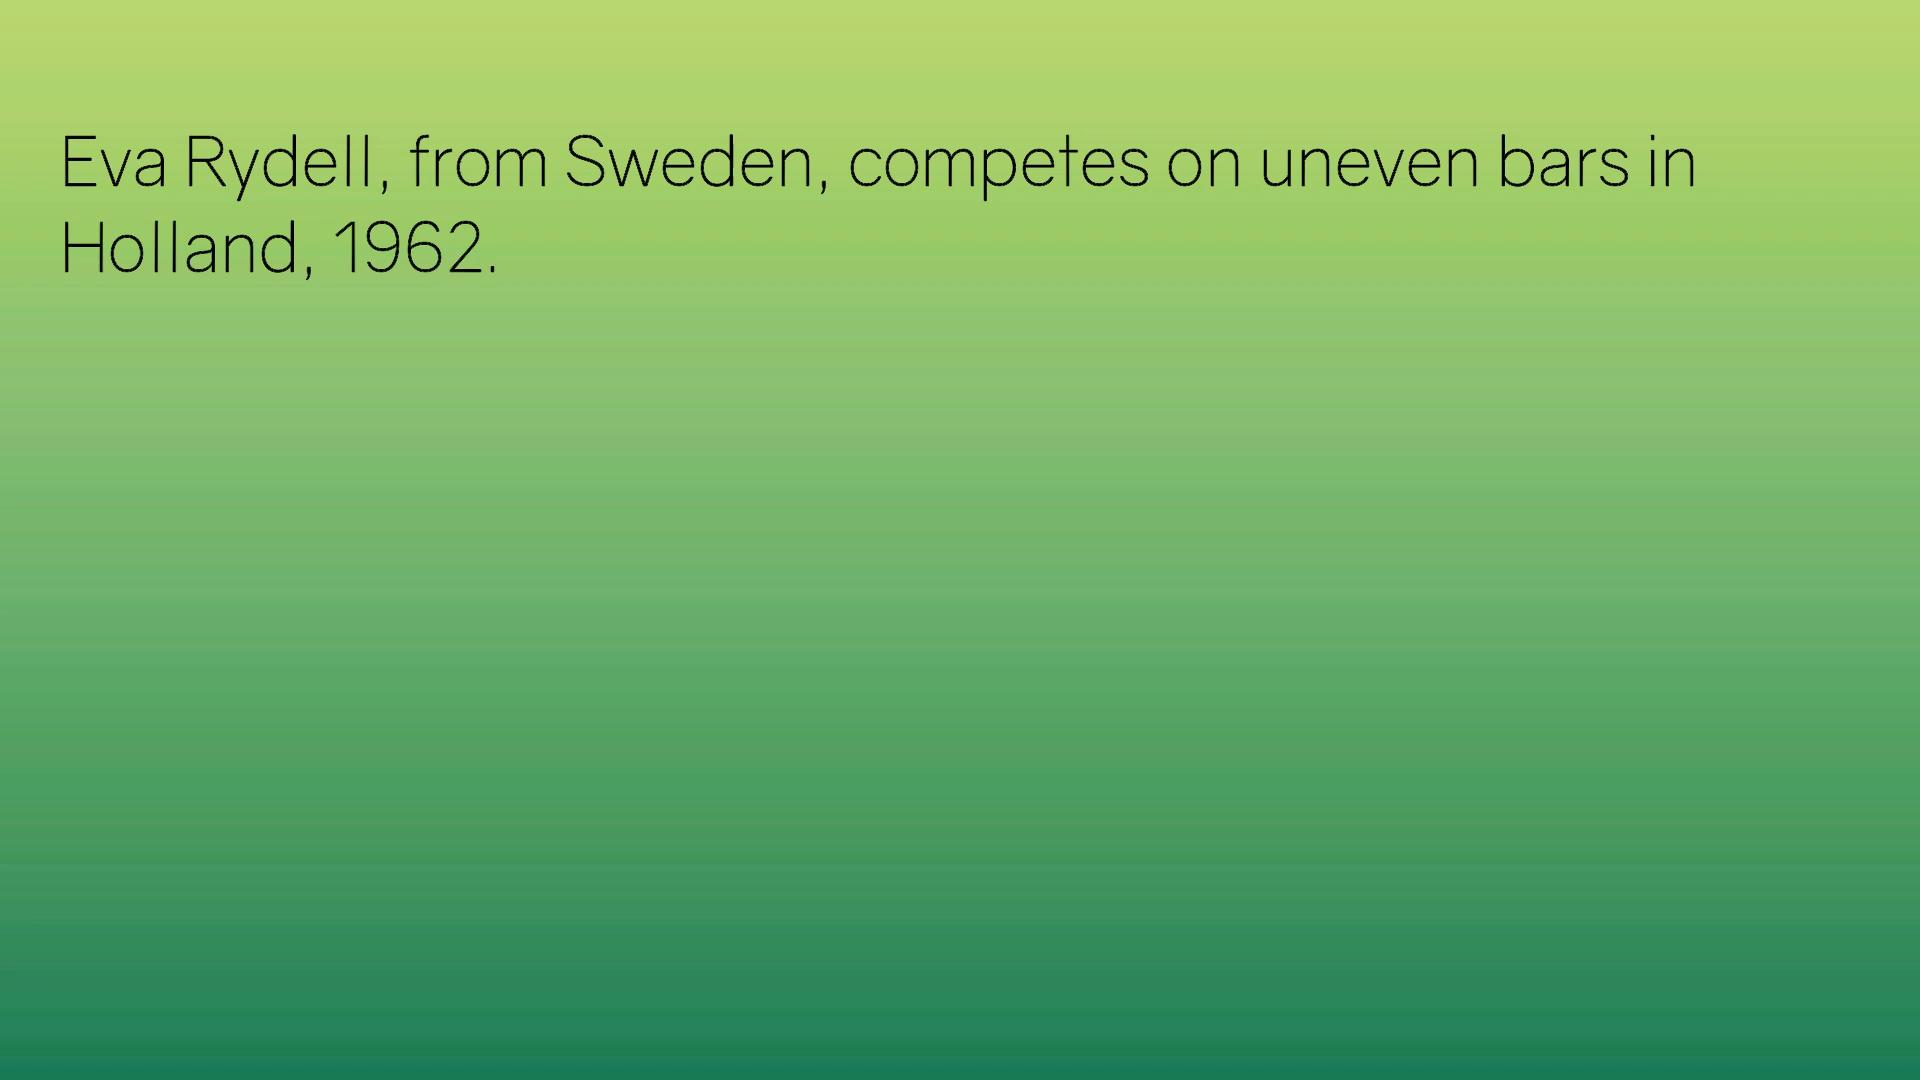 Eva Rydell, from Sweden, competes on uneven bars in
Holland, 1962.